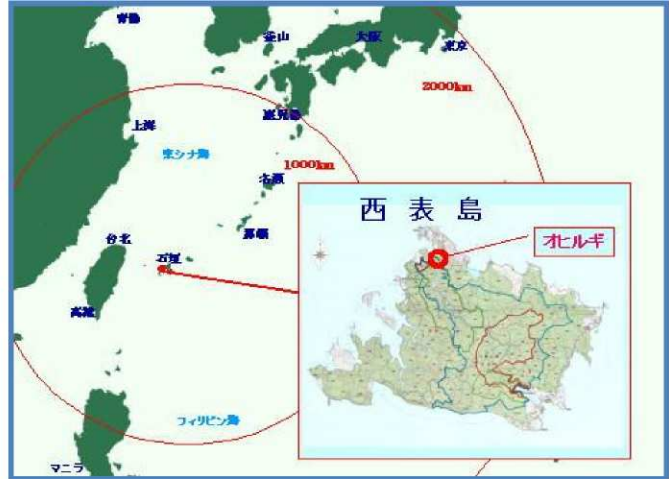 青島
釜山
大阪
東京
2000km
鹿児島
上海
東シナ海
1000km
名瀬
西表島
那覇
オヒルギ
台北
石垣
高雄
フィリピン海
マニラ